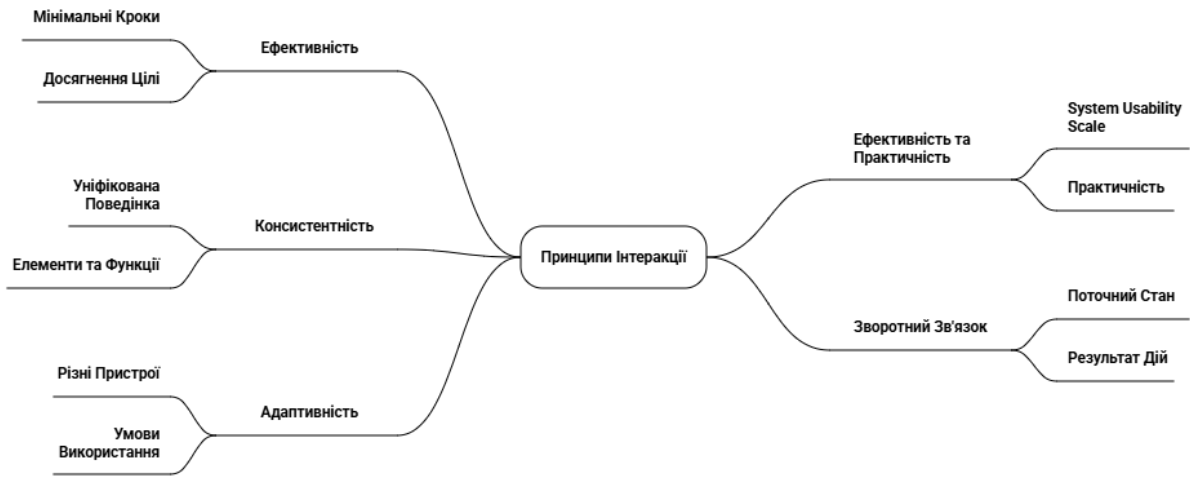 Мінімальні Кроки
Ефективність
Досягнення Цілі
Уніфікована
Поведінка
Консистентність
Елементи та Функції
Різні Пристрої
Адаптивність
Умови
Використання
Принципи Інтеракції
Ефективність та
Практичність
System Usability
Scale
Практичність
Зворотний Зв'язок
Поточний Стан
Результат Дій